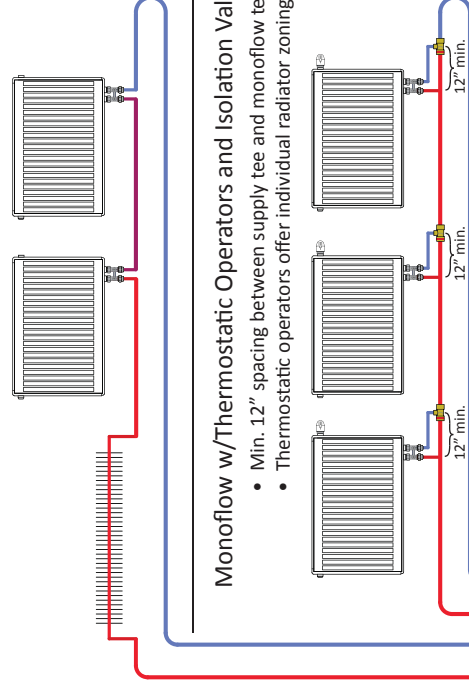 Monoflow w/Thermostatic Operators and Isolation Val
• Min. 12" spacing between supply tee and monoflow te
• Thermostatic operators offer individual radiator zoning
12" min.
12" min.
12" min.